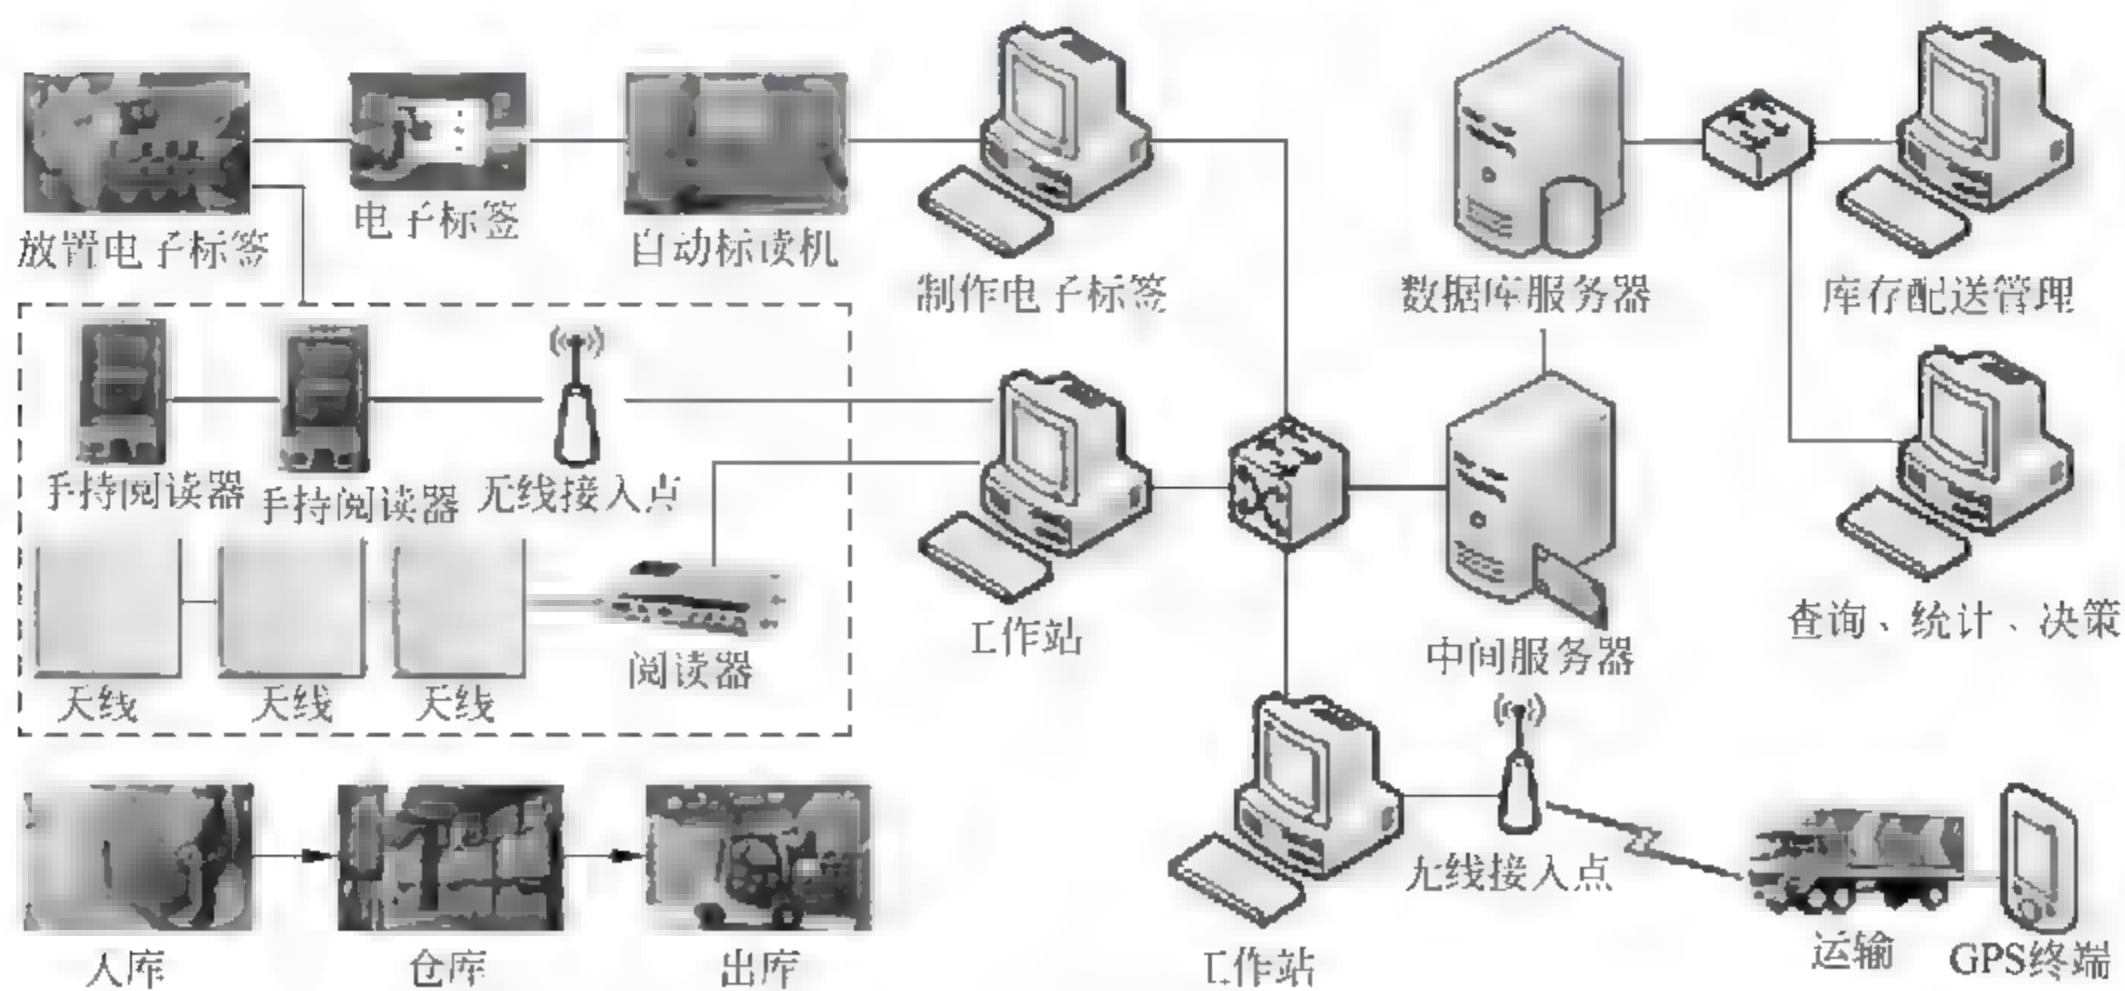 放置电子标签
电子标签
自动标读机
制作电子标签
数据库服务器
库存配送管理
手持阅读器
手持阅读器
无线接入点
工作站
中间服务器
查询、统计、决策
天线
天线
天线
阅读器
入库
仓库
出库
工作站
无线接入点
运输
GPS终端